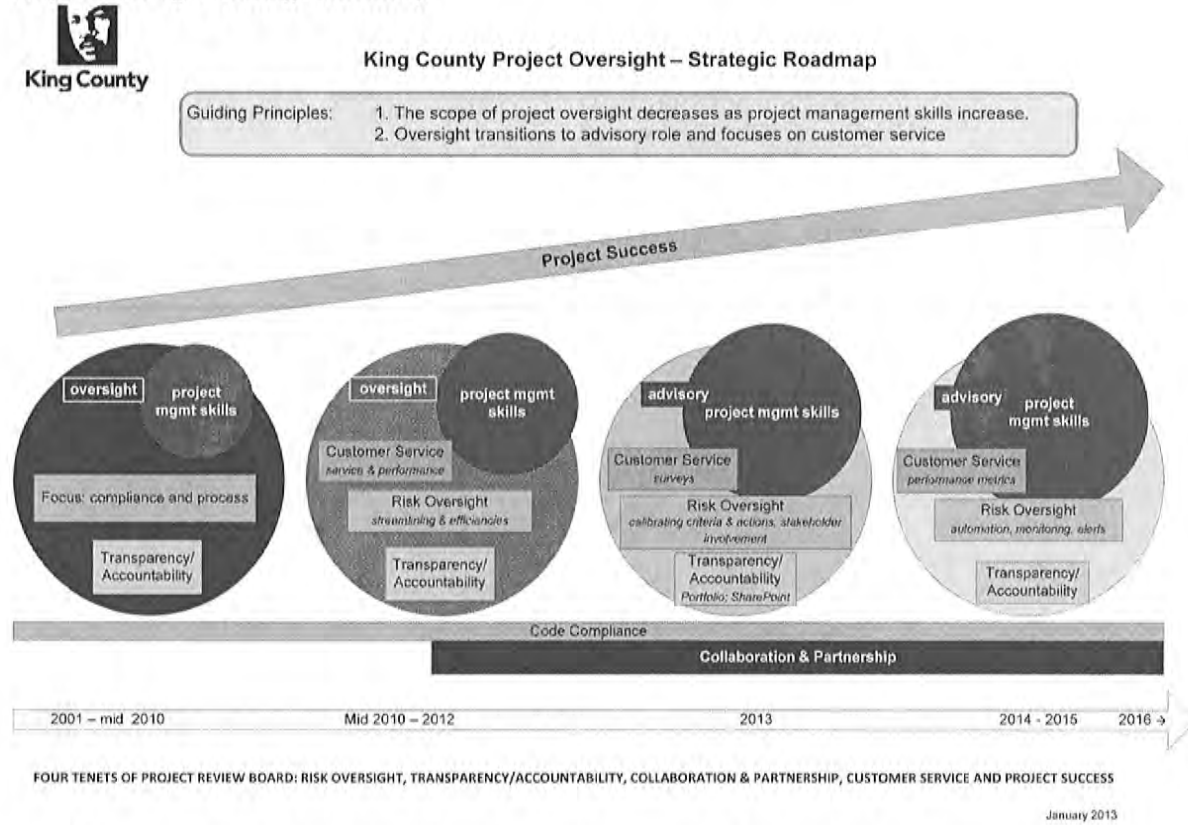 King County
King County Project Oversight – Strategic Roadmap
Guiding Principles: 1. The scope of project oversight decreases as project management skills increase.
2. Oversight transitions to advisory role and focuses on customer service
Project Success
oversight
project
mgmt skills
Focus: compliance and process
Transparency/
Accountability
oversight
project mgmt
skills
Customer Service
service & performance
Risk Oversight
streamlining & efficiencies
Transparency/
Accountability
advisory
project mgmt skills
Customer Service
surveys
Risk Oversight
calibrating criteria & actions, stakeholder
involvement
Transparency/
Accountability
Portfolio; SharePoint
advisory
project
mgmt skills
Customer Service
performance metrics
Risk Oversight
automation, monitoring, alerts
Transparency/
Accountability
Code Compliance
Collaboration & Partnership
2001 – mid 2010
Mid 2010 – 2012
2013
2014 - 2015
2016 →
FOUR TENETS OF PROJECT REVIEW BOARD: RISK OVERSIGHT, TRANSPARENCY/ACCOUNTABILITY, COLLABORATION & PARTNERSHIP, CUSTOMER SERVICE AND PROJECT SUCCESS
January 2013